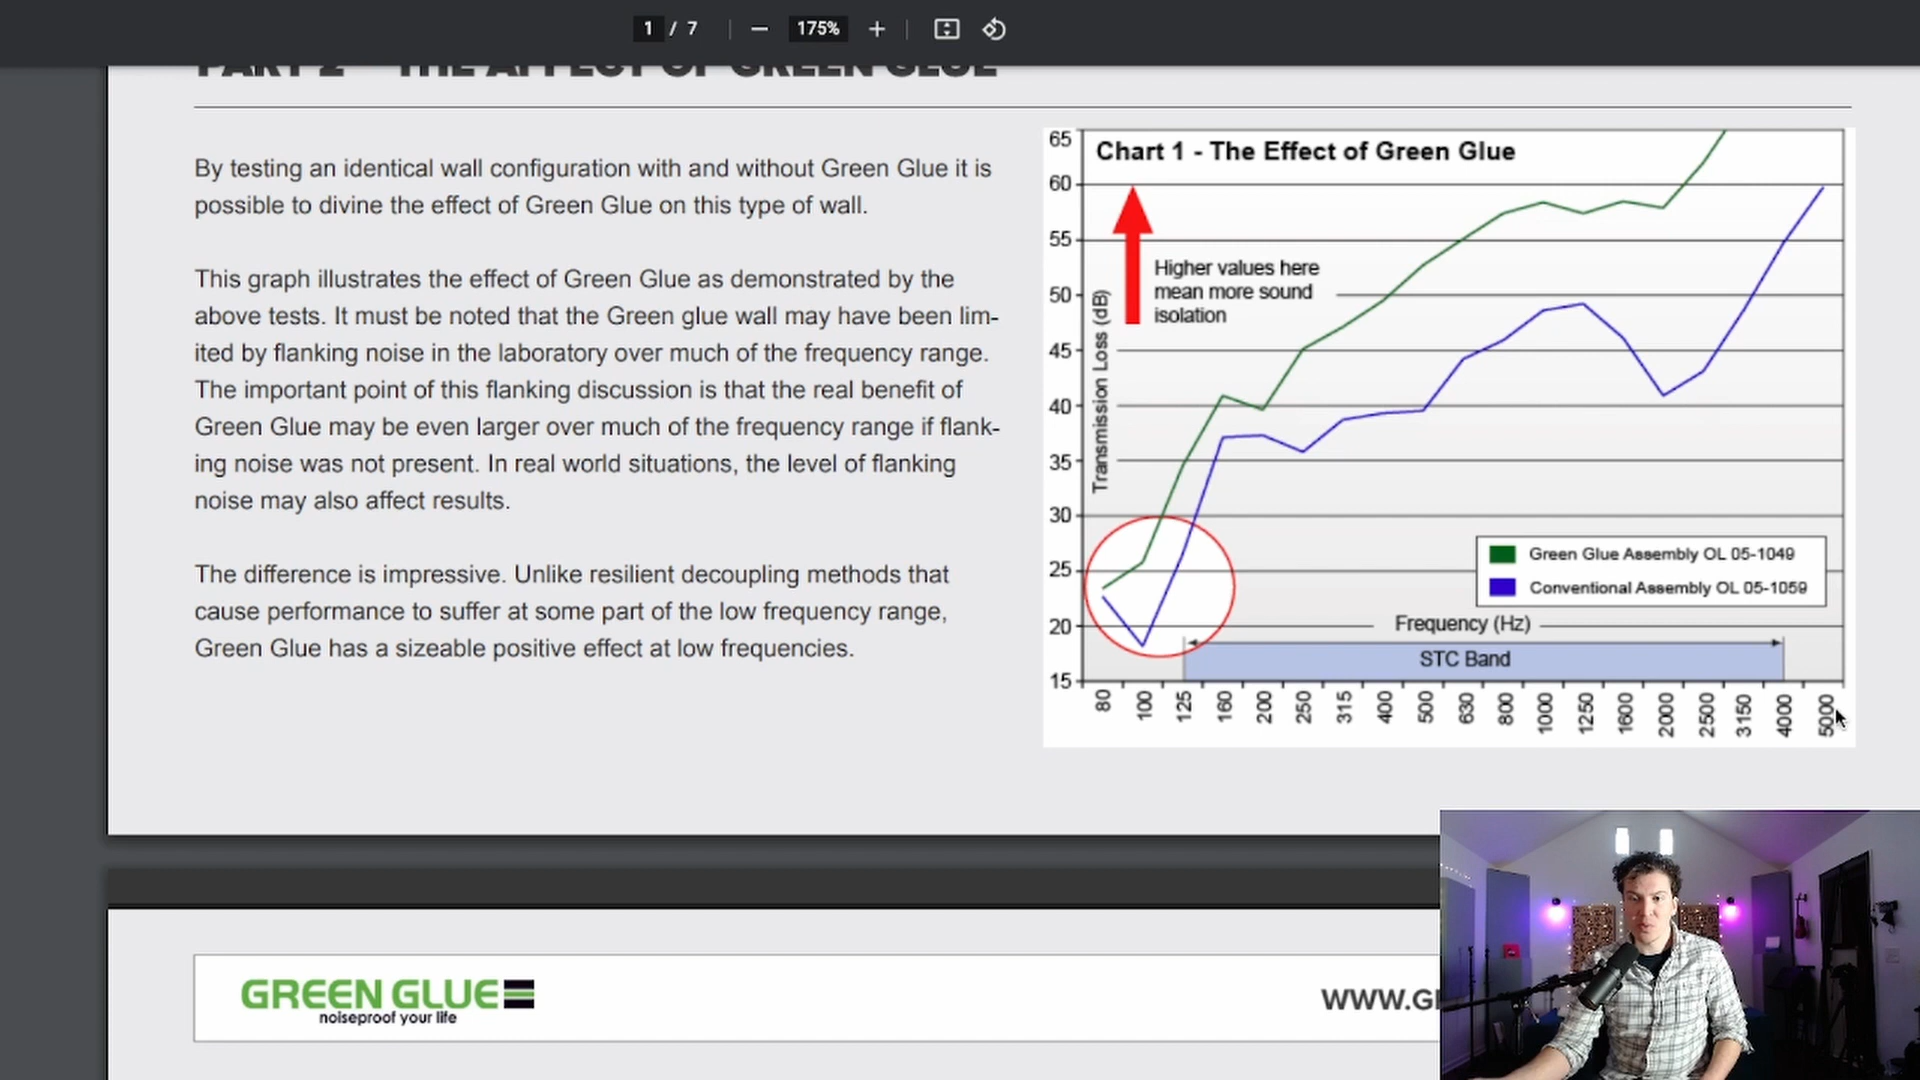 1 / 7
175%
PART 2 THE AFFECT OF GREEN GLUE
By testing an identical wall configuration with and without Green Glue it is
possible to divine the effect of Green Glue on this type of wall.
This graph illustrates the effect of Green Glue as demonstrated by the
above tests. It must be noted that the Green glue wall may have been lim-
ited by flanking noise in the laboratory over much of the frequency range.
The important point of this flanking discussion is that the real benefit of
Green Glue may be even larger over much of the frequency range if flank-
ing noise was not present. In real world situations, the level of flanking
noise may also affect results.
The difference is impressive. Unlike resilient decoupling methods that
cause performance to suffer at some part of the low frequency range,
Green Glue has a sizeable positive effect at low frequencies.
Chart 1 - The Effect of Green Glue
65
60
55
50
45
40
35
30
25
20
15
Transmission Loss (dB)
Higher values here
mean more sound
isolation
Green Glue Assembly OL 05-1049
Conventional Assembly OL 05-1059
Frequency (Hz)
STC Band
80 100 125 160 200 250 315 400 500 630 800 1000 1250 1600 2000 2500 3150 4000 5000
GREEN GLUE
noiseproof your life
WWW.G